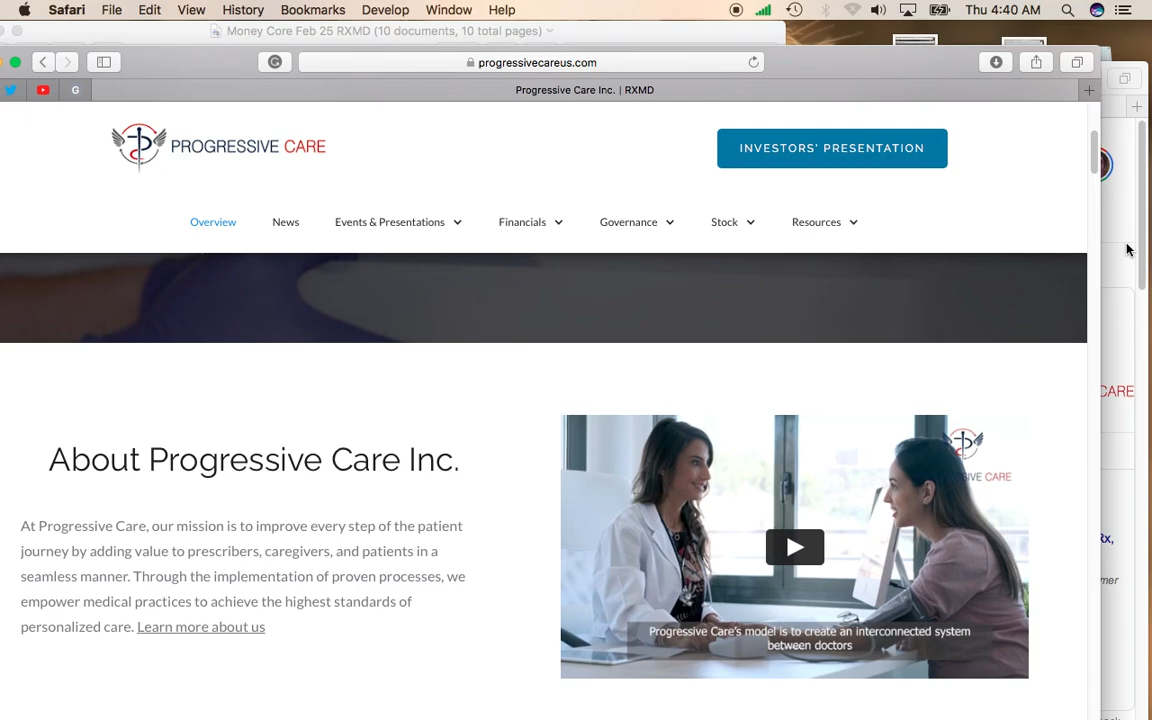 Safari File Edit View History Bookmarks Develop Window Help Thu 4:40 AM
Money Core Feb 25 RXMD (10 documents, 10 total pages)
progressivecareus.com
G Progressive Care Inc. | RXMD
PROGRESSIVE CARE
INVESTORS' PRESENTATION
Overview News Events & Presentations Financials Governance Stock Resources
About Progressive Care Inc.
At Progressive Care, our mission is to improve every step of the patient
journey by adding value to prescribers, caregivers, and patients in a
seamless manner. Through the implementation of proven processes, we
empower medical practices to achieve the highest standards of
personalized care. Learn more about us
CARE
Progressive Care's model is to create an interconnected system
between doctors
CARE
Rx,
mer